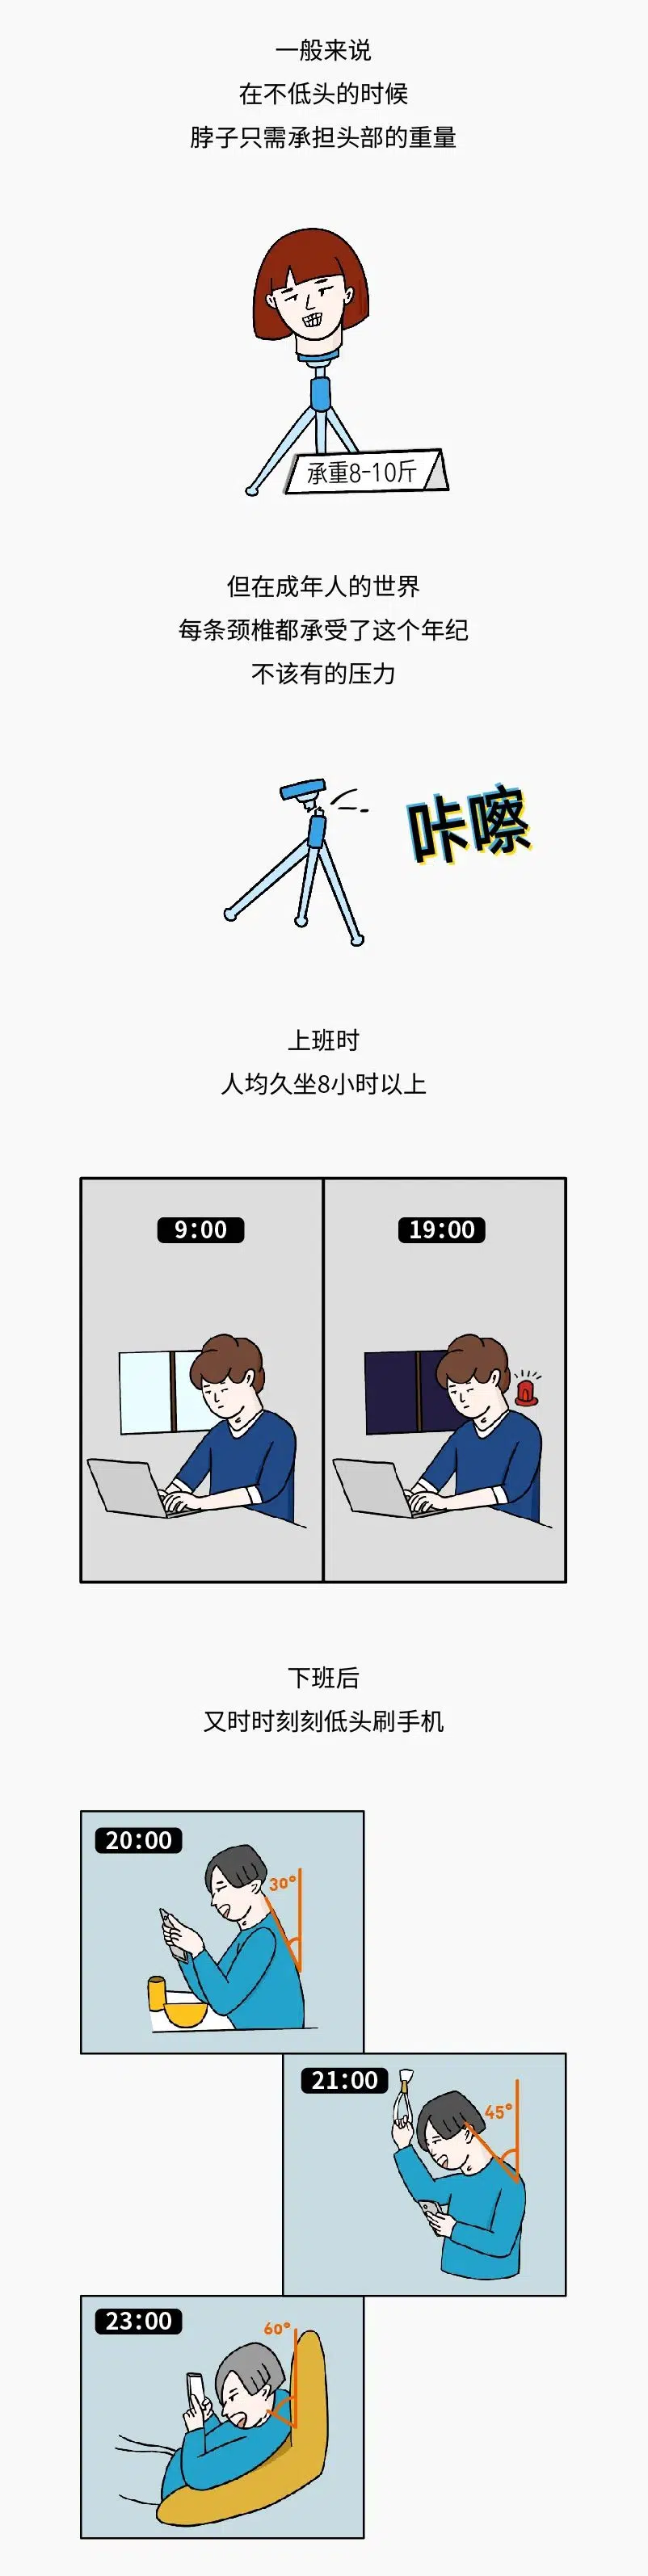 一般来说
在不低头的时候
脖子只需承担头部的重量
承重8-10斤
但在成年人的世界
每条颈椎都承受了这个年纪
不该有的压力
咔嚓
上班时
人均久坐8小时以上
9:00
19:00
下班后
又时时刻刻低头刷手机
20:00
30°
21:00
45°
23:00
60°